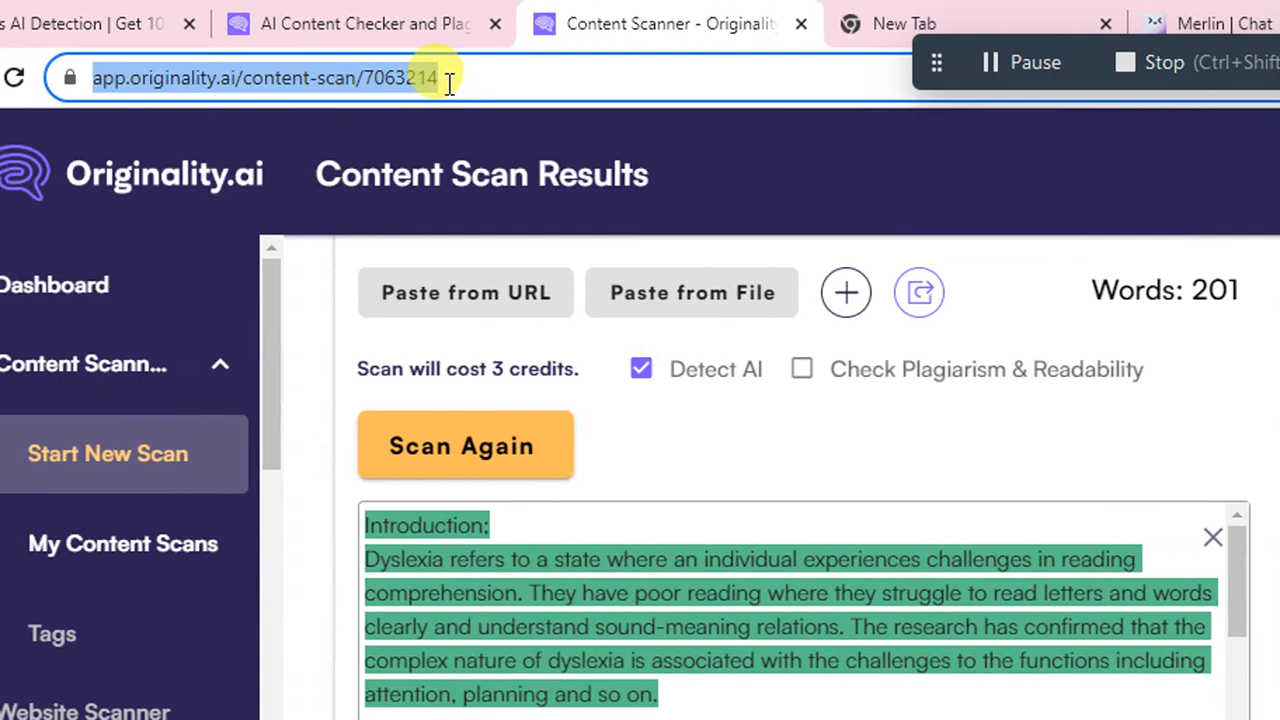 s AI Detection | Get 10
AI Content Checker and Plag
Content Scanner - Originalit
New Tab
Merlin | Chat
app.originality.ai/content-scan/7063214
Pause
Stop (Ctrl+Shift
Originality.ai
Content Scan Results
Dashboard
Content Scann...
Start New Scan
My Content Scans
Tags
Website Scanner
Paste from URL
Paste from File
Words: 201
Scan will cost 3 credits.
Detect AI
Check Plagiarism & Readability
Scan Again
Introduction;
Dyslexia refers to a state where an individual experiences challenges in reading
comprehension. They have poor reading where they struggle to read letters and words
clearly and understand sound-meaning relations. The research has confirmed that the
complex nature of dyslexia is associated with the challenges to the functions including
attention, planning and so on.